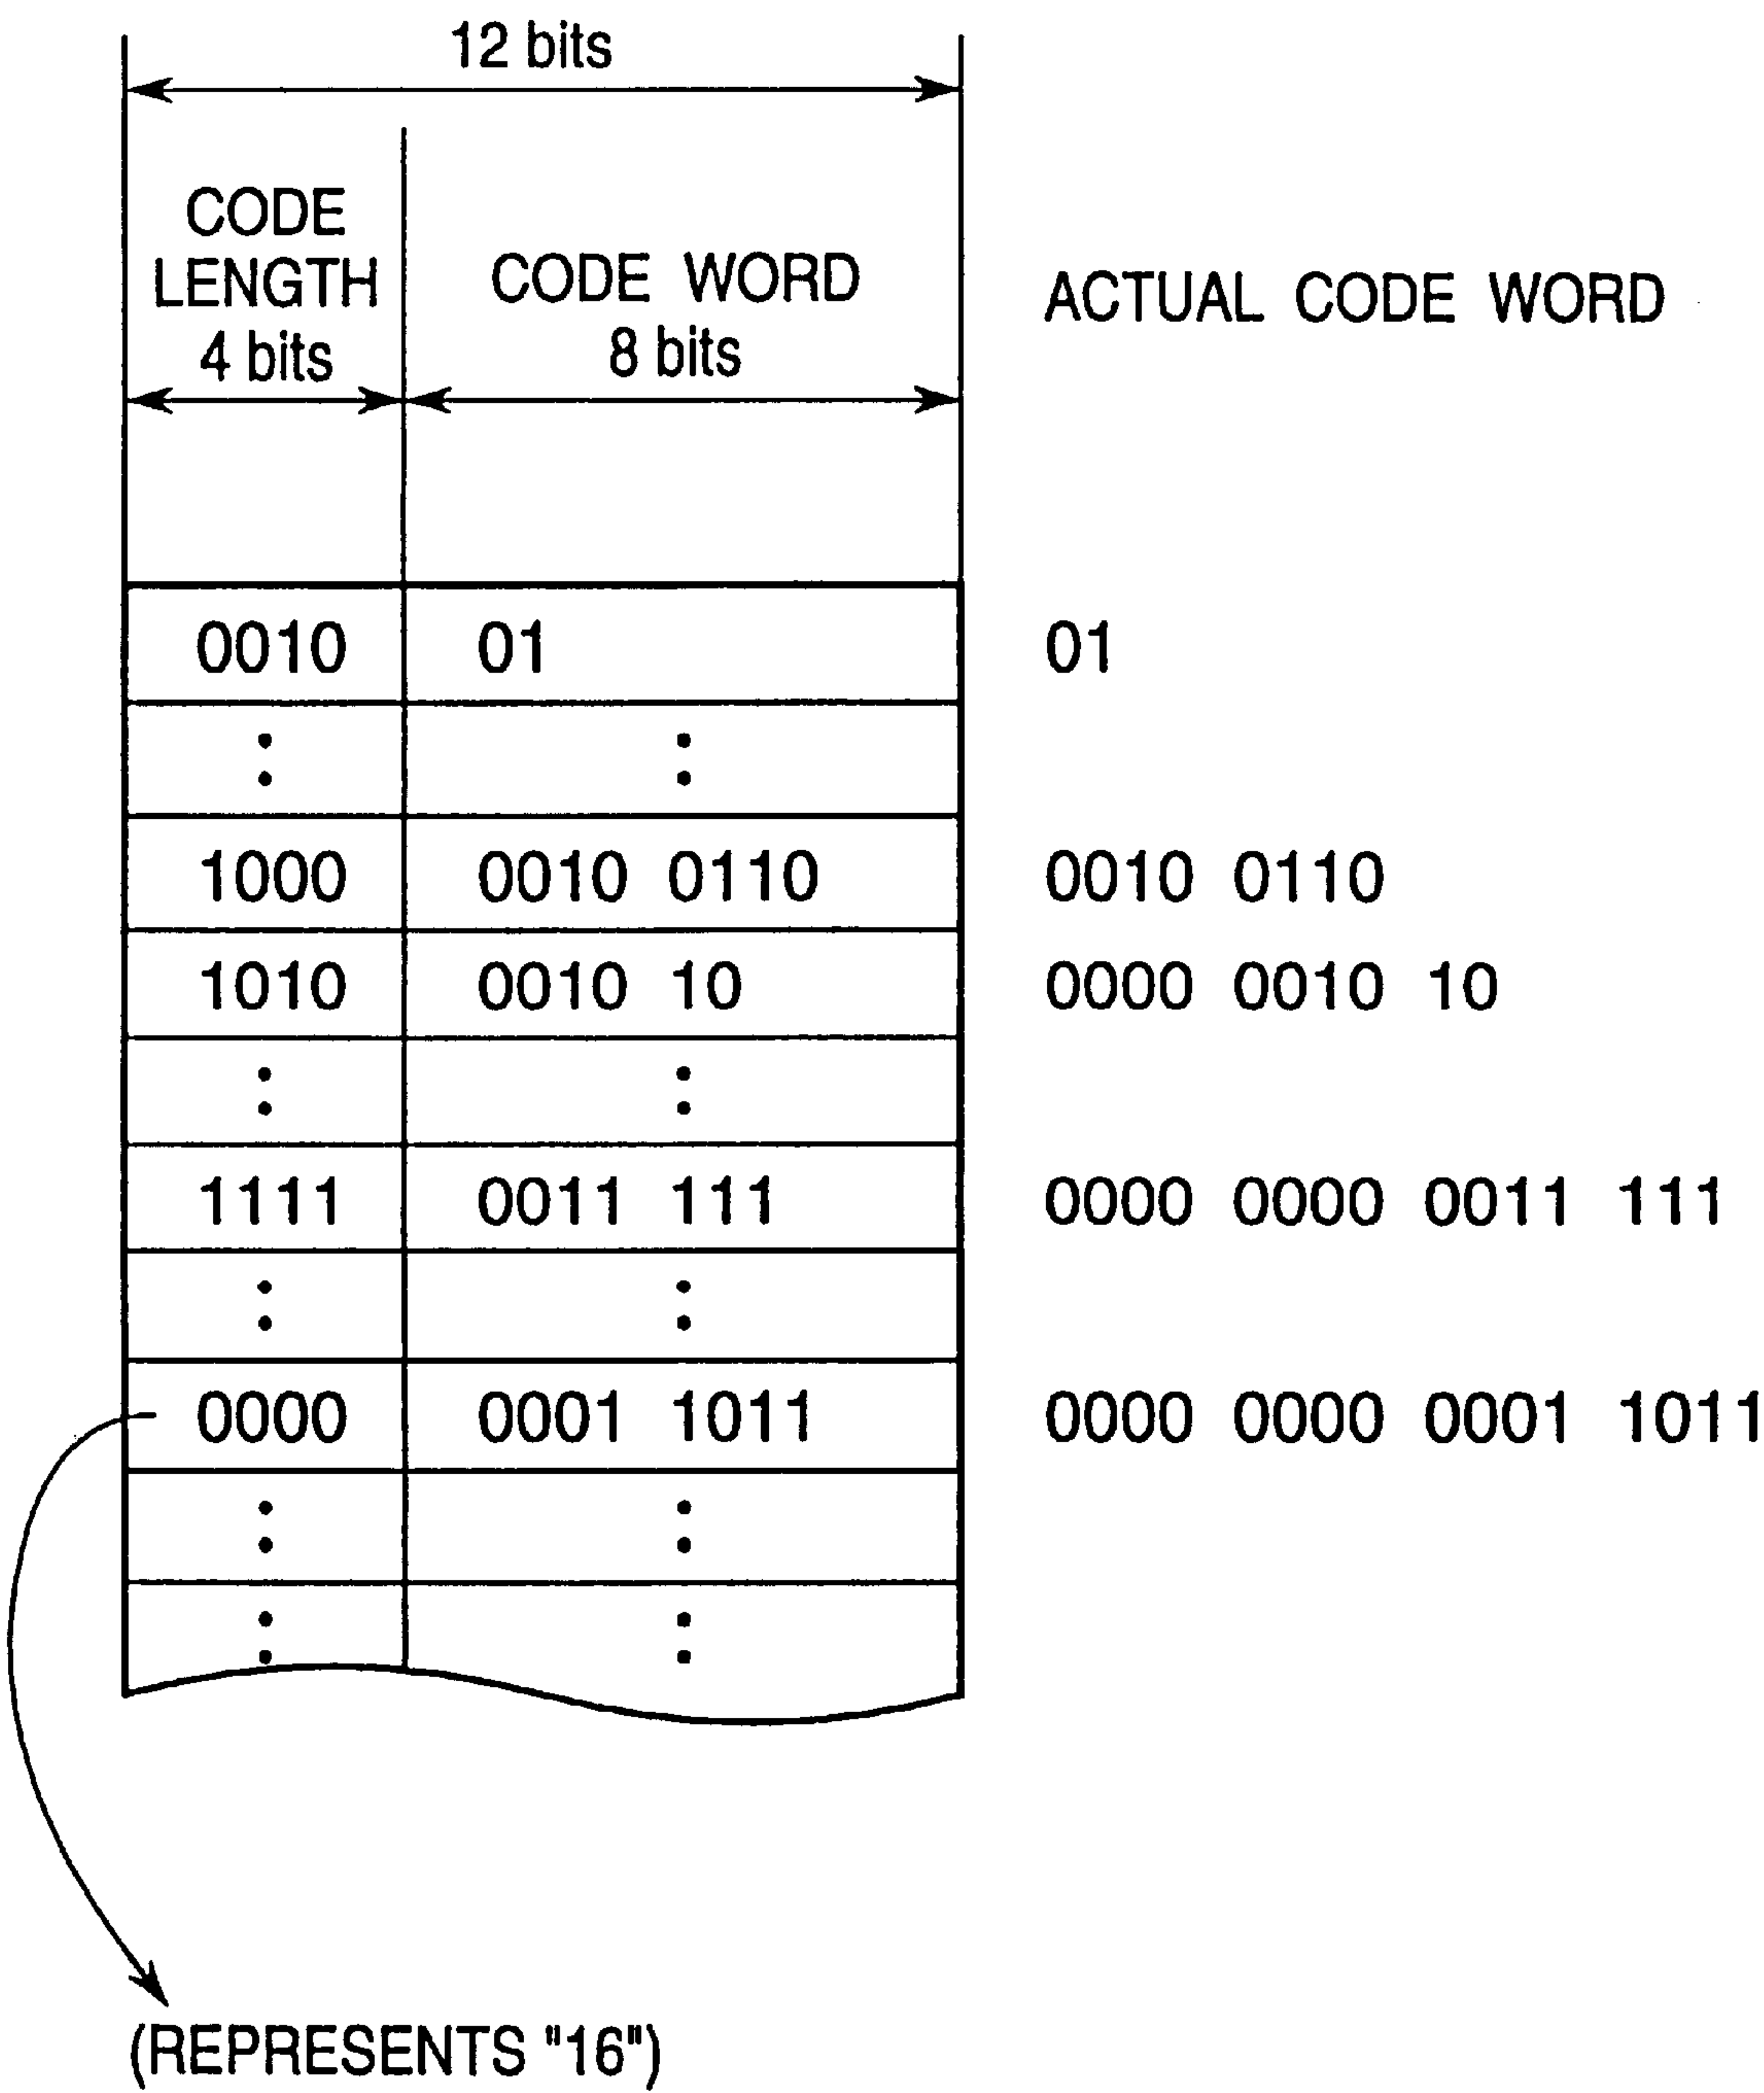 12 bits
CODE LENGTH
4 bits
CODE WORD
8 bits
ACTUAL CODE WORD
0010 01 01
: :
1000 0010 0110 0010 0110
1010 0010 10 0000 0010 10
: :
1111 0011 111 0000 0000 0011 111
: :
0000 0001 1011 0000 0000 0001 1011
: :
: :
(REPRESENTS "16")